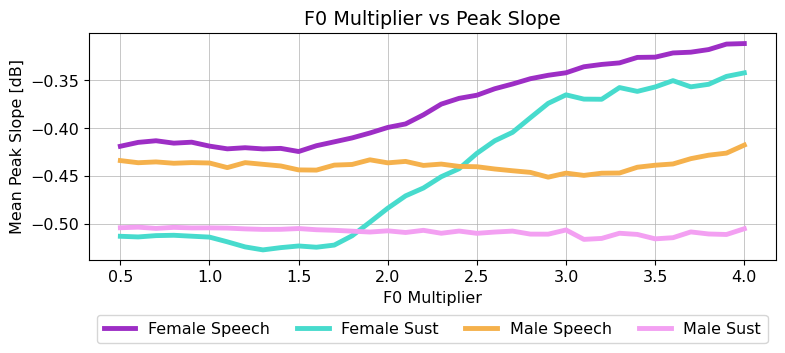 F0 Multiplier vs Peak Slope
Mean Peak Slope [dB]
−0.35
−0.40
−0.45
−0.50
0.5 1.0 1.5 2.0 2.5 3.0 3.5 4.0
F0 Multiplier
Female Speech Female Sust Male Speech Male Sust